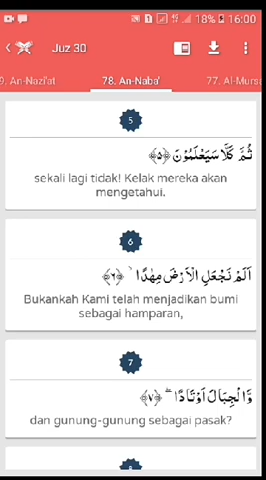 18% 16:00
Juz 30
9. An-Nazi'at 78. An-Naba' 77. Al-Mursa
5
ثُمَّ كَلَّا سَيَعْلَمُوْنَ ﴿٥﴾
sekali lagi tidak! Kelak mereka akan
mengetahui.
6
اَلَمْ نَجْعَلِ الْاَرْضَ مِهٰدًا ۙ ﴿٦﴾
Bukankah Kami telah menjadikan bumi
sebagai hamparan,
7
وَّالْجِبَالَ اَوْتَادًا ۖ ﴿٧﴾
dan gunung-gunung sebagai pasak?